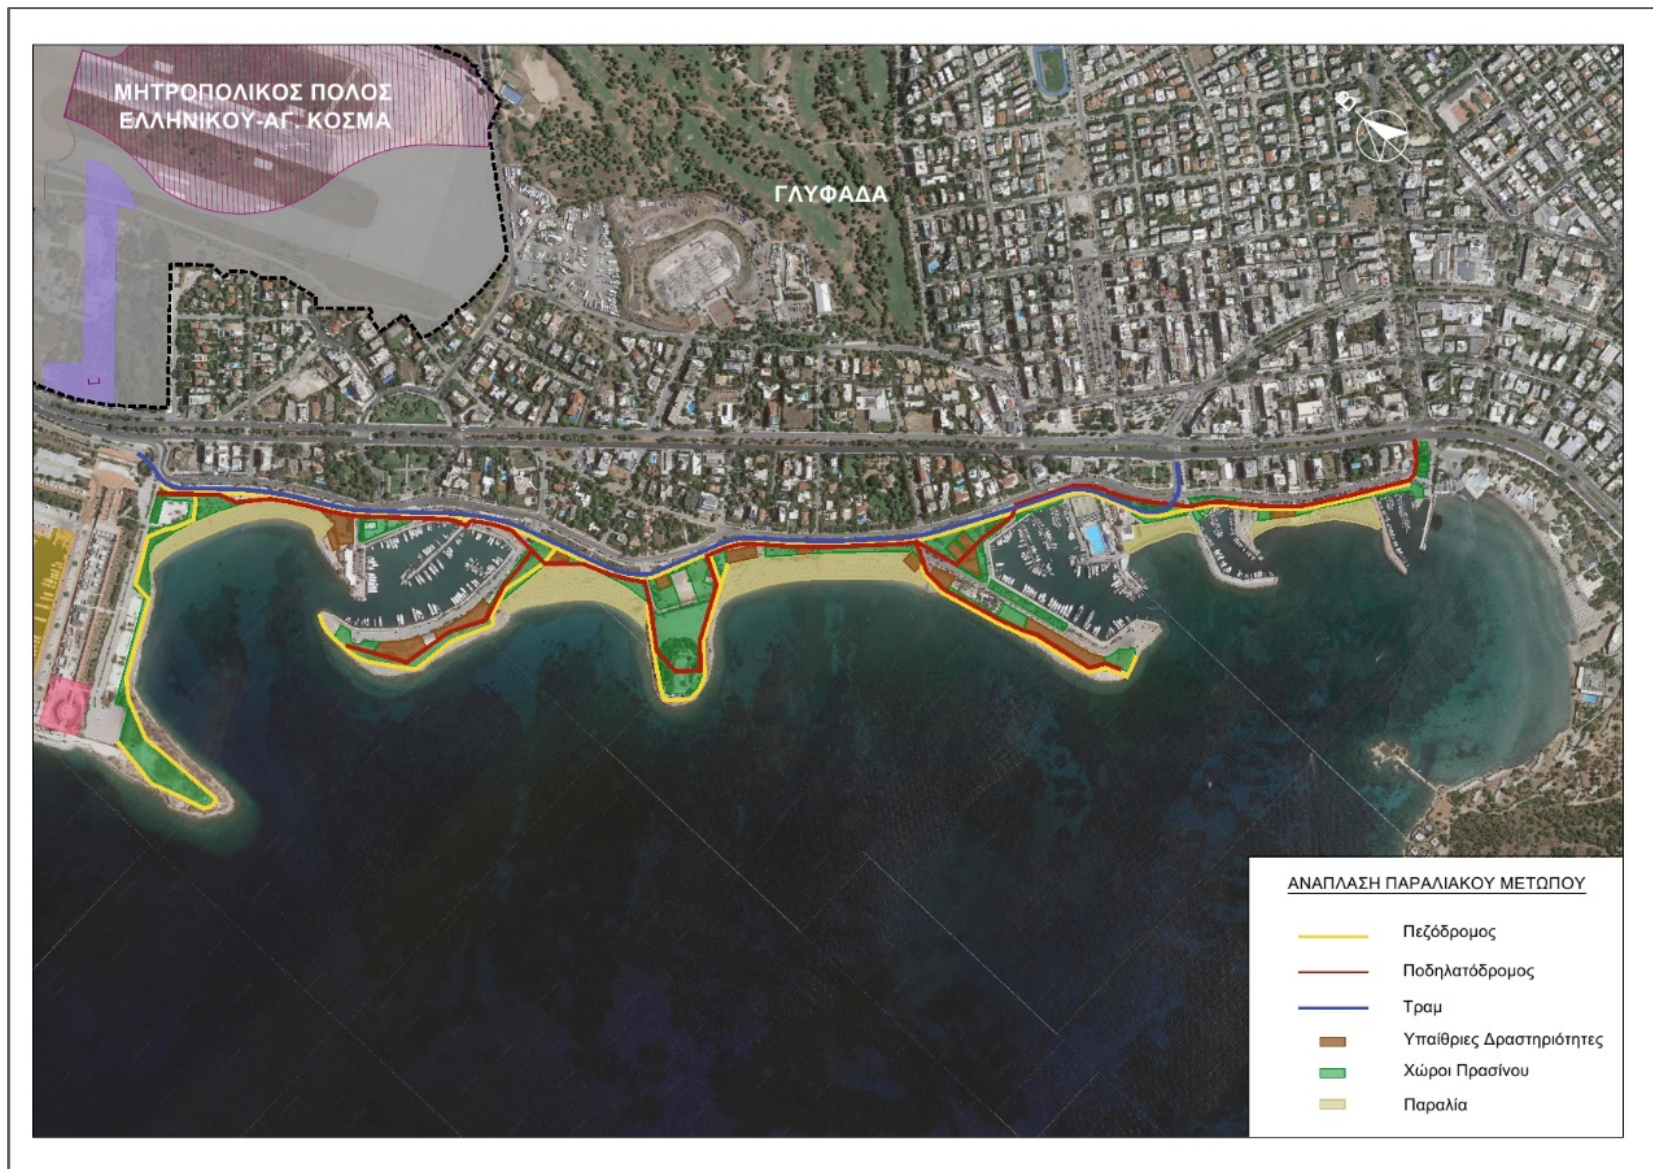 ΜΗΤΡΟΠΟΛΙΚΟΣ ΠΟΛΟΣ
ΕΛΛΗΝΙΚΟΥ-ΑΓ. ΚΟΣΜΑ
ΓΛΥΦΑΔΑ
ΑΝΑΠΛΑΣΗ ΠΑΡΑΛΙΑΚΟΥ ΜΕΤΩΠΟΥ
Πεζόδρομος
Ποδηλατόδρομος
Τραμ
Υπαίθριες Δραστηριότητες
Χώροι Πρασίνου
Παραλία